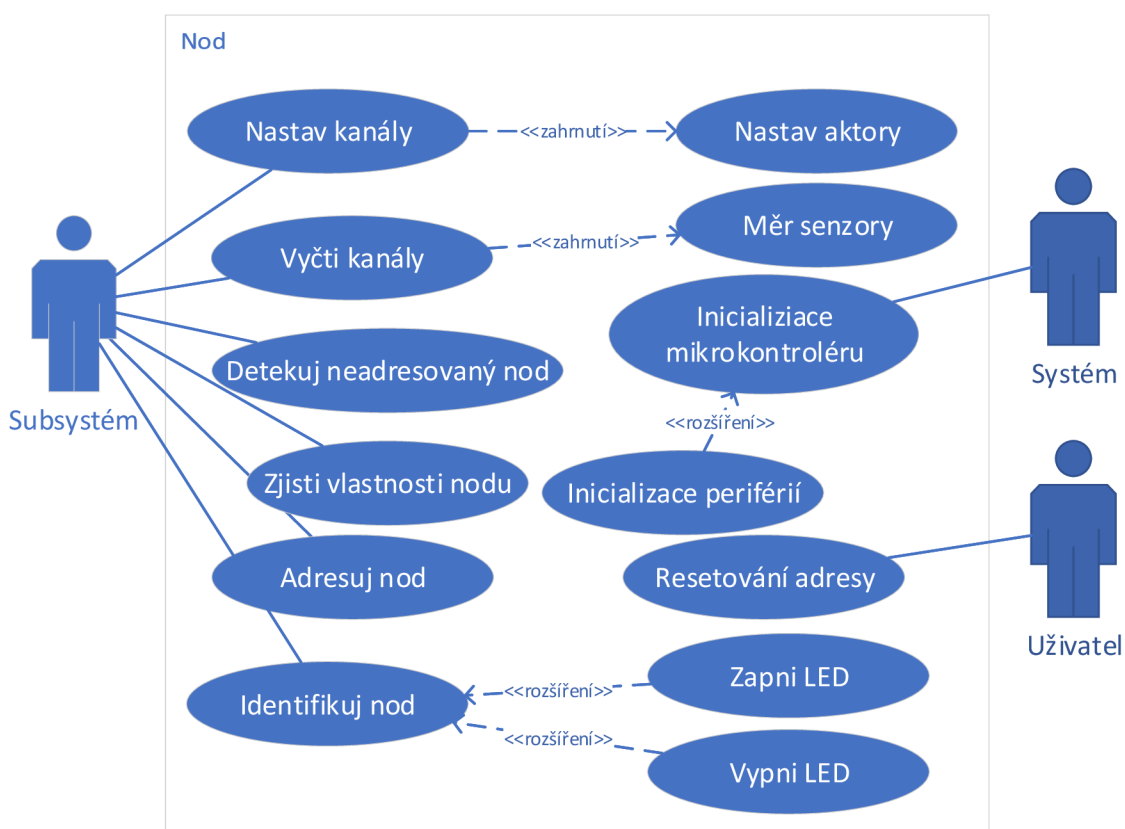 Nod
Nastav kanály
<<zahrnutí>>
Nastav aktory
Vyčti kanály
<<zahrnutí>>
Měr senzory
Inicializiace
mikrokontroléru
Systém
Detekuj neadresovaný nod
Subsystém
<<rozšíření>>
Zjisti vlastnosti nodu
Inicializace periférií
Adresuj nod
Resetování adresy
Uživatel
Identifikuj nod
<<rozšíření>>
Zapni LED
<<rozšíření>>
Vypni LED